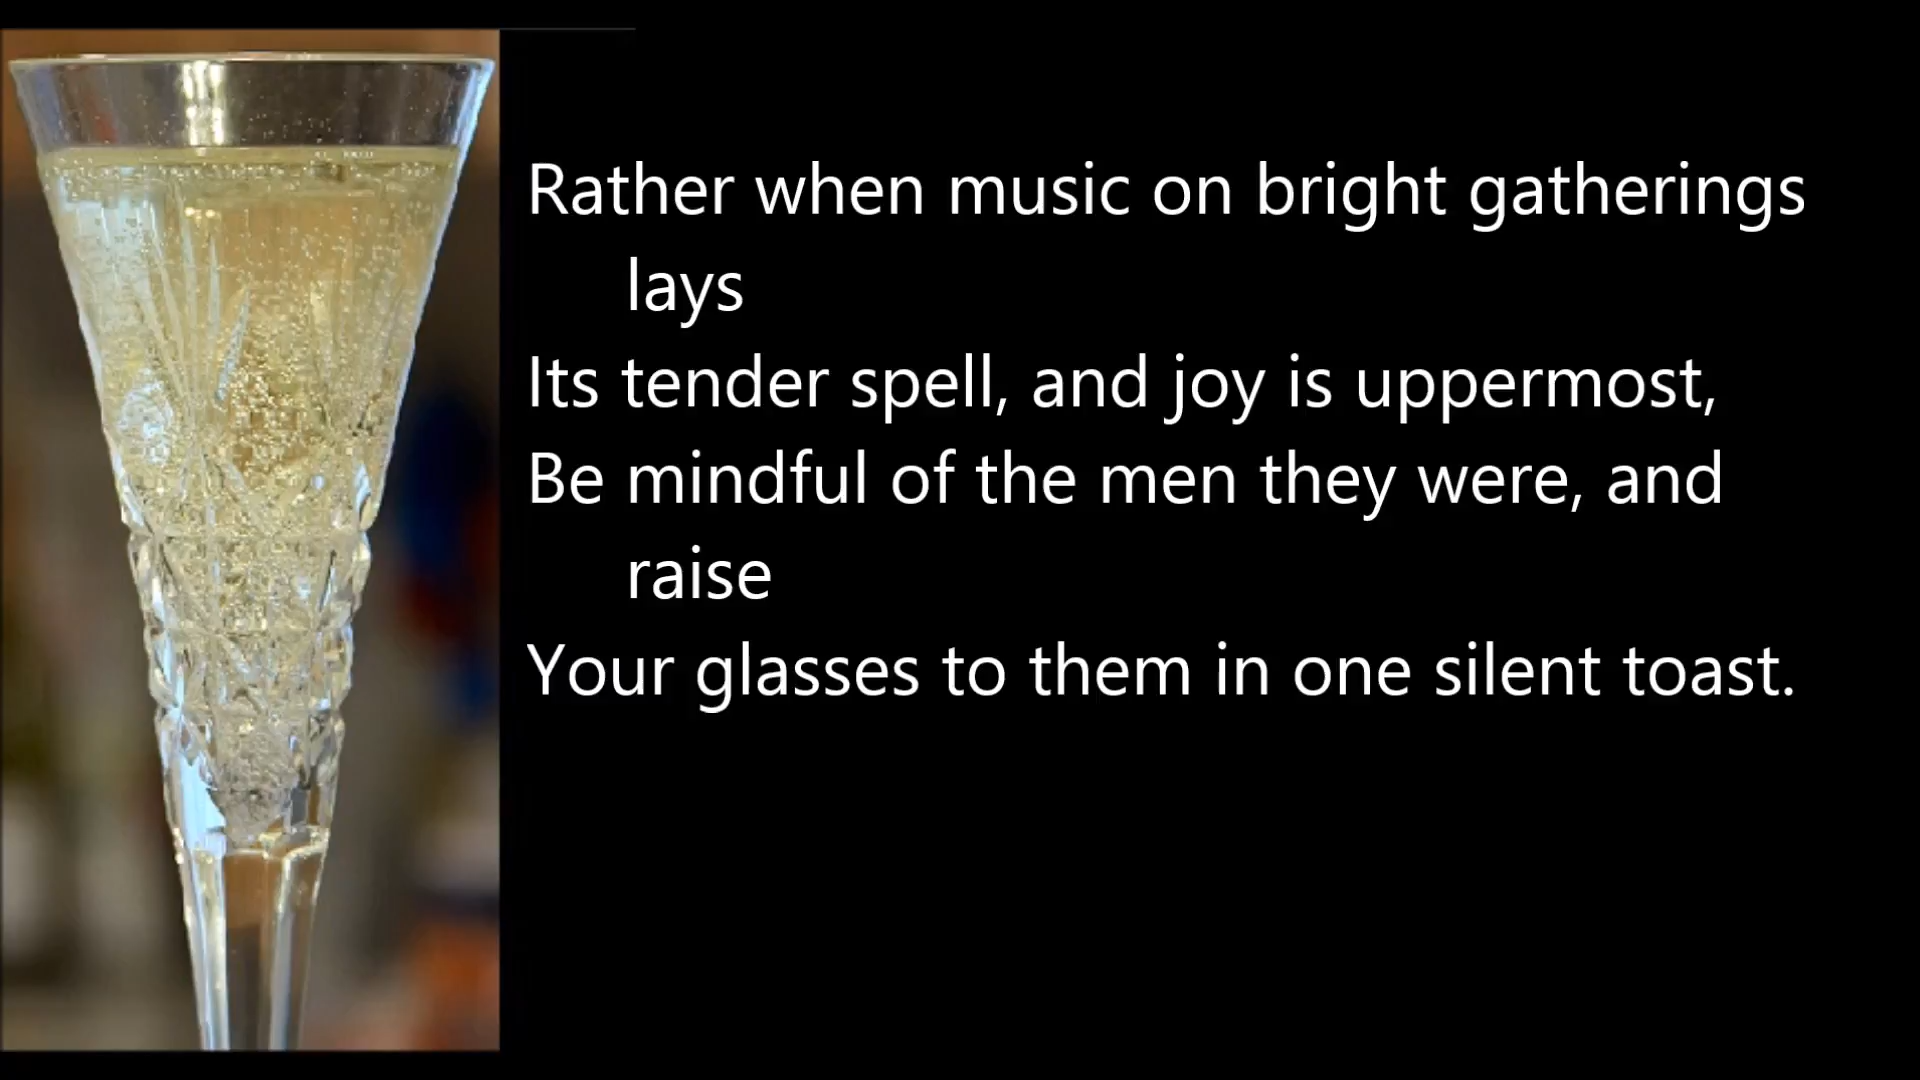 Rather when music on bright gatherings
lays
Its tender spell, and joy is uppermost,
Be mindful of the men they were, and
raise
Your glasses to them in one silent toast.